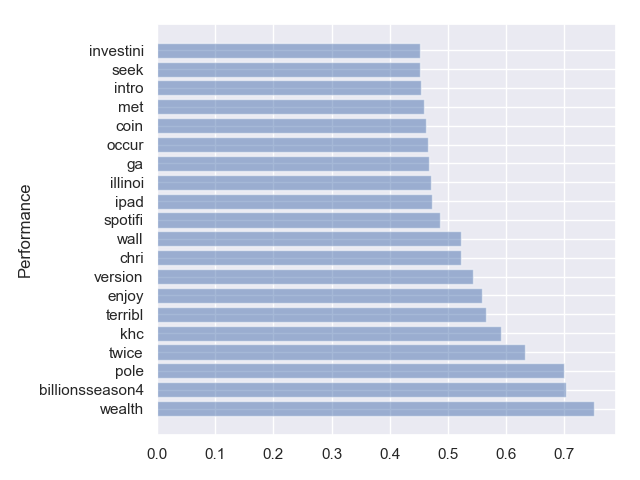 Performance
investini
seek
intro
met
coin
occur
ga
illinoi
ipad
spotifi
wall
chri
version
enjoy
terribl
khc
twice
pole
billionsseason4
wealth
0.0 0.1 0.2 0.3 0.4 0.5 0.6 0.7